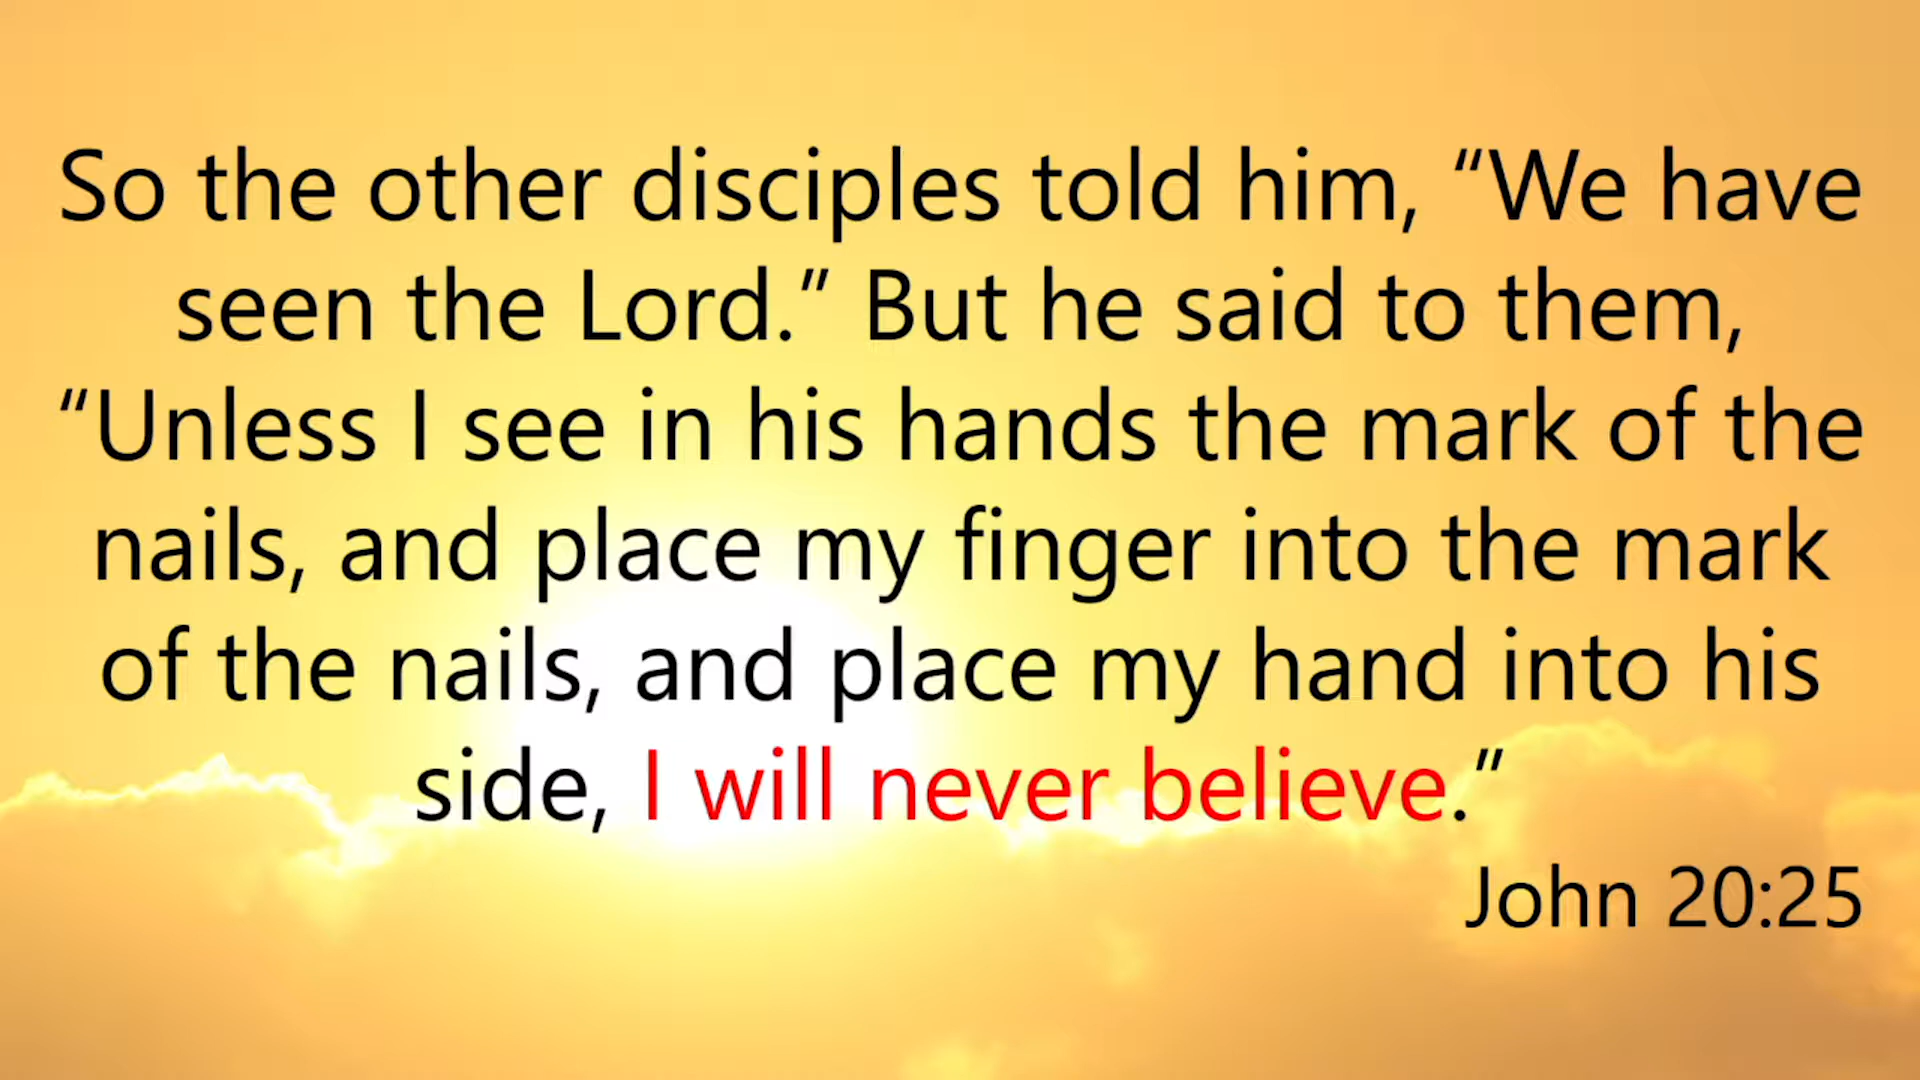 So the other disciples told him, “We have
seen the Lord.” But he said to them,
“Unless I see in his hands the mark of the
nails, and place my finger into the mark
of the nails, and place my hand into his
side, I will never believe.”
John 20:25